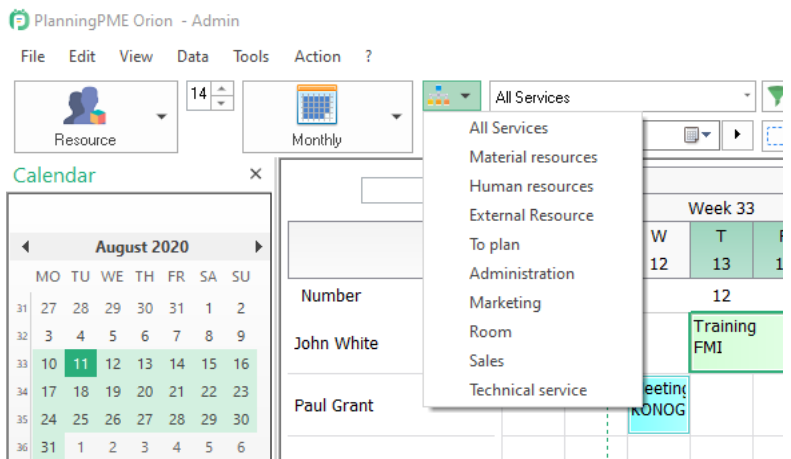 PlanningPME Orion - Admin
File Edit View Data Tools Action ?
14
All Services
Resource
Monthly
All Services
Material resources
Human resources
External Resource
To plan
Administration
Marketing
Room
Sales
Technical service
Calendar
August 2020
MO TU WE TH FR SA SU
31 27 28 29 30 31 1 2
32 3 4 5 6 7 8 9
33 10 11 12 13 14 15 16
34 17 18 19 20 21 22 23
35 24 25 26 27 28 29 30
36 31 1 2 3 4 5 6
Week 33
W T
12 13
Number 12
John White
Training
FMI
Paul Grant
KONOG